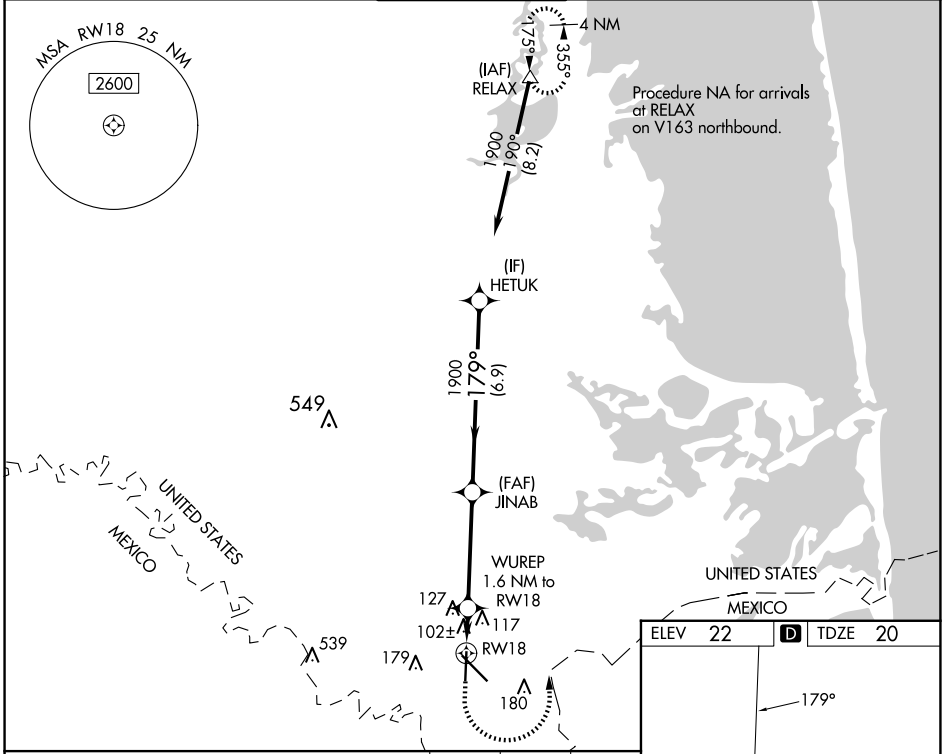 MSA RW18 25 NM
2600
4 NM
175°
355°
(IAF)
RELAX
Procedure NA for arrivals
at RELAX
on V163 northbound.
1900
190°
(8.2)
(IF)
HETUK
1900
179°
(6.9)
549
(FAF)
JINAB
UNITED STATES
MEXICO
WUREP
1.6 NM to
RW18
127
117
102±
RW18
539
179
180
UNITED STATES
MEXICO
ELEV 22 D TDZE 20
179°